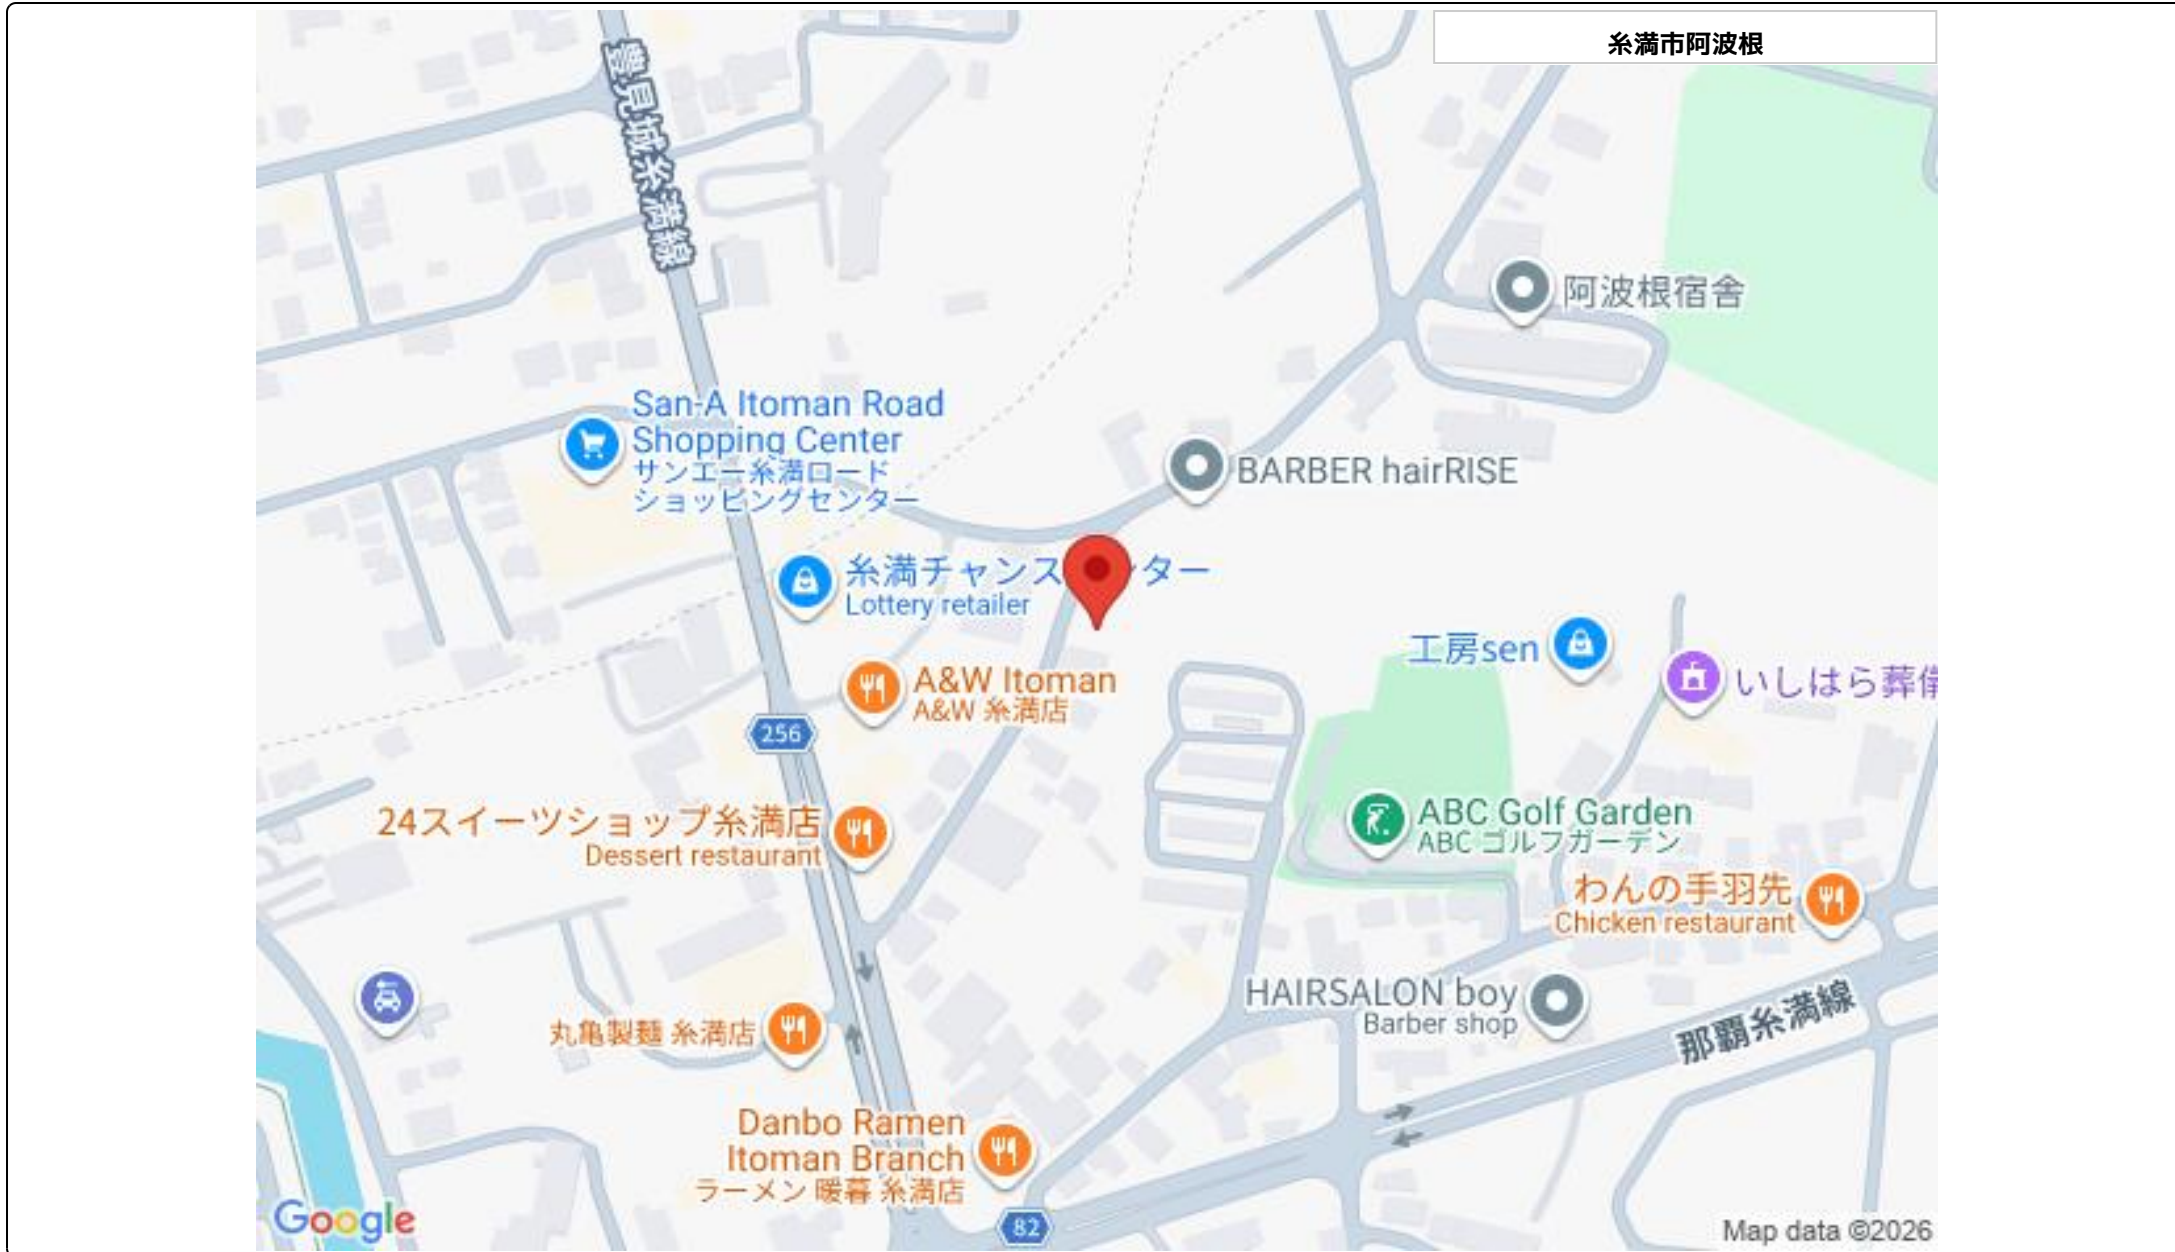 糸満市阿波根
豊見城糸満線
阿波根宿舎
San-A Itoman Road
Shopping Center
サンエー糸満ロード
ショッピングセンター
BARBER hairRISE
糸満チャンス
ター
Lottery retailer
工房sen
いしはら葬儀
A&W Itoman
A&W 糸満店
256
24スイーツショップ糸満店
Dessert restaurant
ABC Golf Garden
ABC ゴルフガーデン
わんの手羽先
Chicken restaurant
HAIRSALON boy
Barber shop
那覇糸満線
丸亀製麺 糸満店
Danbo Ramen
Itoman Branch
ラーメン 暖暮 糸満店
82
Google
Map data ©2026